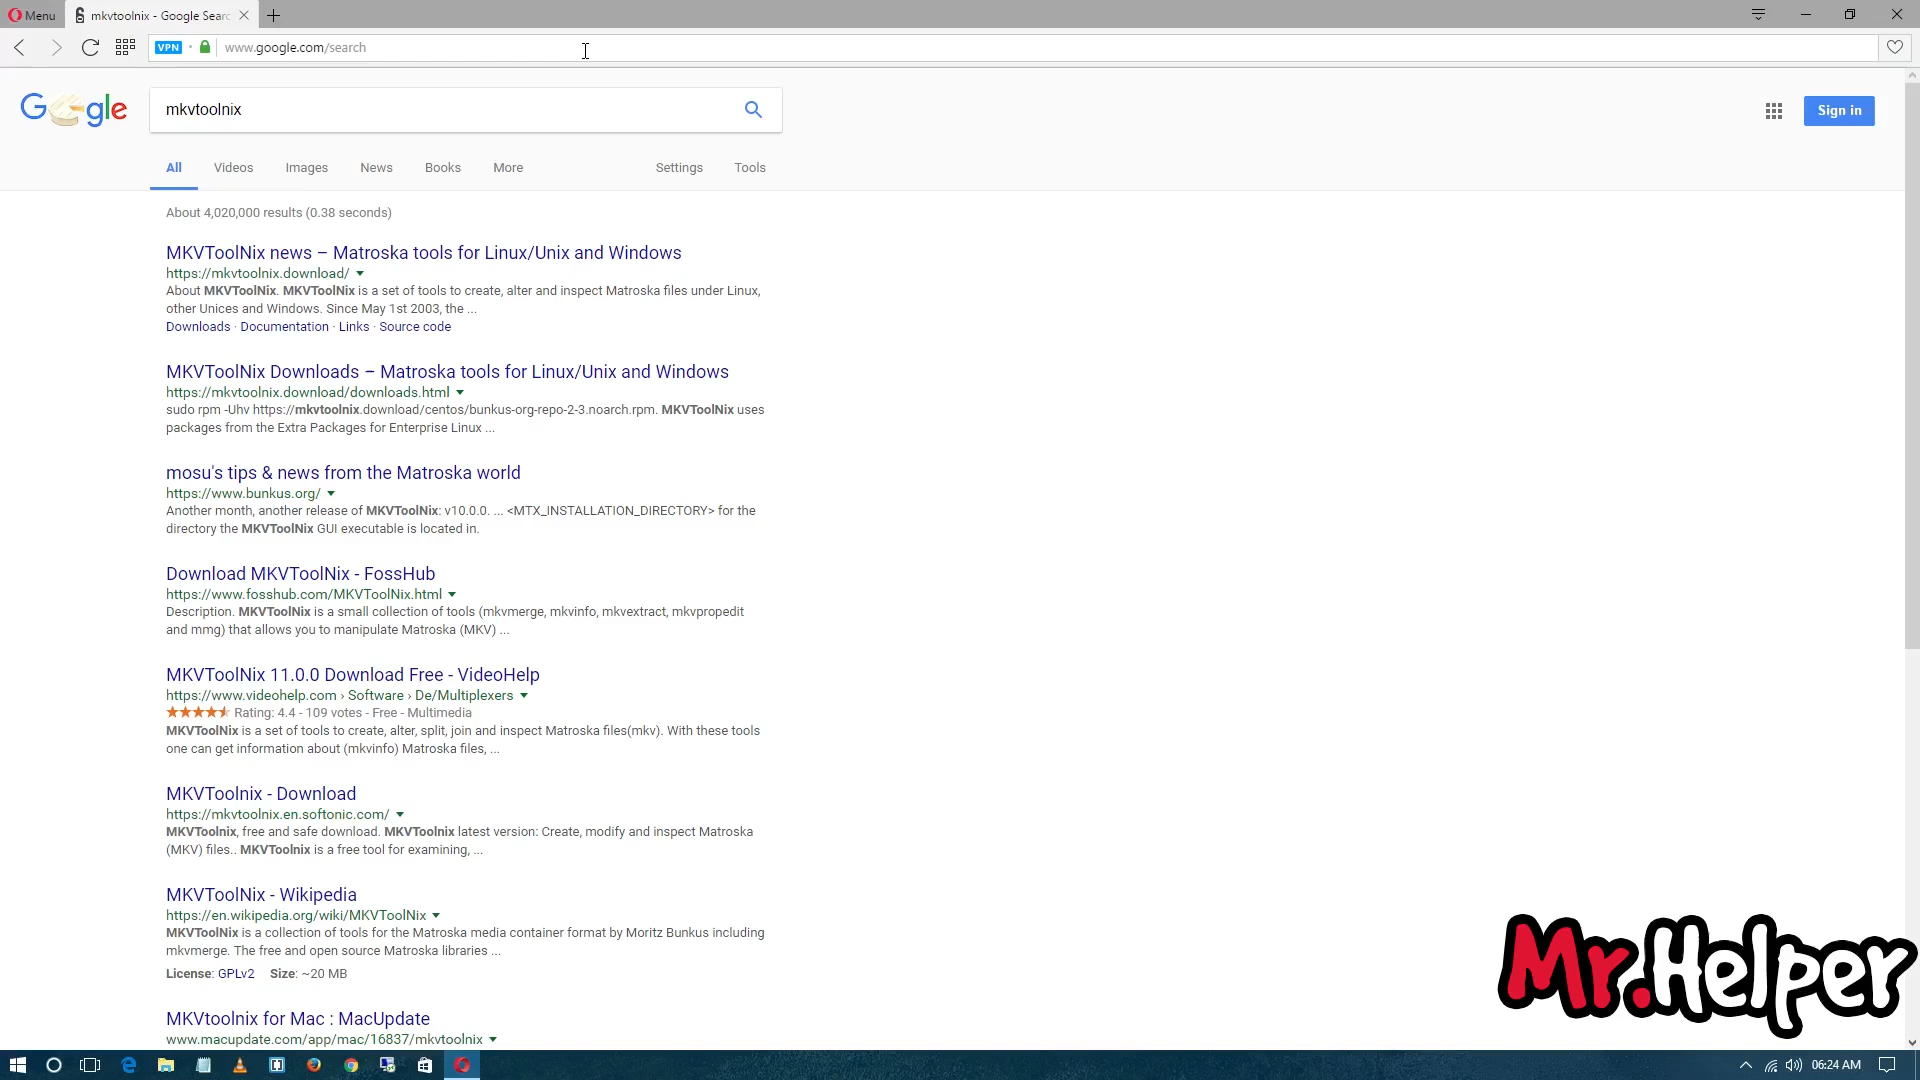 Menu
mkvtoolnix - Google Searc
VPN
www.google.com/search
Google
mkvtoolnix
Sign in
All Videos Images News Books More Settings Tools
About 4,020,000 results (0.38 seconds)
MKVToolNix news – Matroska tools for Linux/Unix and Windows
https://mkvtoolnix.download/
About MKVToolNix. MKVToolNix is a set of tools to create, alter and inspect Matroska files under Linux,
other Unices and Windows. Since May 1st 2003, the ...
Downloads · Documentation · Links · Source code
MKVToolNix Downloads – Matroska tools for Linux/Unix and Windows
https://mkvtoolnix.download/downloads.html
sudo rpm -Uhv https://mkvtoolnix.download/centos/bunkus-org-repo-2-3.noarch.rpm. MKVToolNix uses
packages from the Extra Packages for Enterprise Linux ...
mosu's tips & news from the Matroska world
https://www.bunkus.org/
Another month, another release of MKVToolNix: v10.0.0. ... <MTX_INSTALLATION_DIRECTORY> for the
directory the MKVToolNix GUI executable is located in.
Download MKVToolNix - FossHub
https://www.fosshub.com/MKVToolNix.html
Description. MKVToolNix is a small collection of tools (mkvmerge, mkvinfo, mkvextract, mkvpropedit
and mmg) that allows you to manipulate Matroska (MKV) ...
MKVToolNix 11.0.0 Download Free - VideoHelp
https://www.videohelp.com › Software › De/Multiplexers
Rating: 4.4 - 109 votes - Free - Multimedia
MKVToolNix is a set of tools to create, alter, split, join and inspect Matroska files(mkv). With these tools
one can get information about (mkvinfo) Matroska files, ...
MKVToolnix - Download
https://mkvtoolnix.en.softonic.com/
MKVToolnix, free and safe download. MKVToolnix latest version: Create, modify and inspect Matroska
(MKV) files.. MKVToolnix is a free tool for examining, ...
MKVToolNix - Wikipedia
https://en.wikipedia.org/wiki/MKVToolNix
MKVToolNix is a collection of tools for the Matroska media container format by Moritz Bunkus including
mkvmerge. The free and open source Matroska libraries ...
License: GPLv2 Size: ~20 MB
MKVtoolnix for Mac : MacUpdate
www.macupdate.com/app/mac/16837/mkvtoolnix
Mr.Helper
06:24 AM